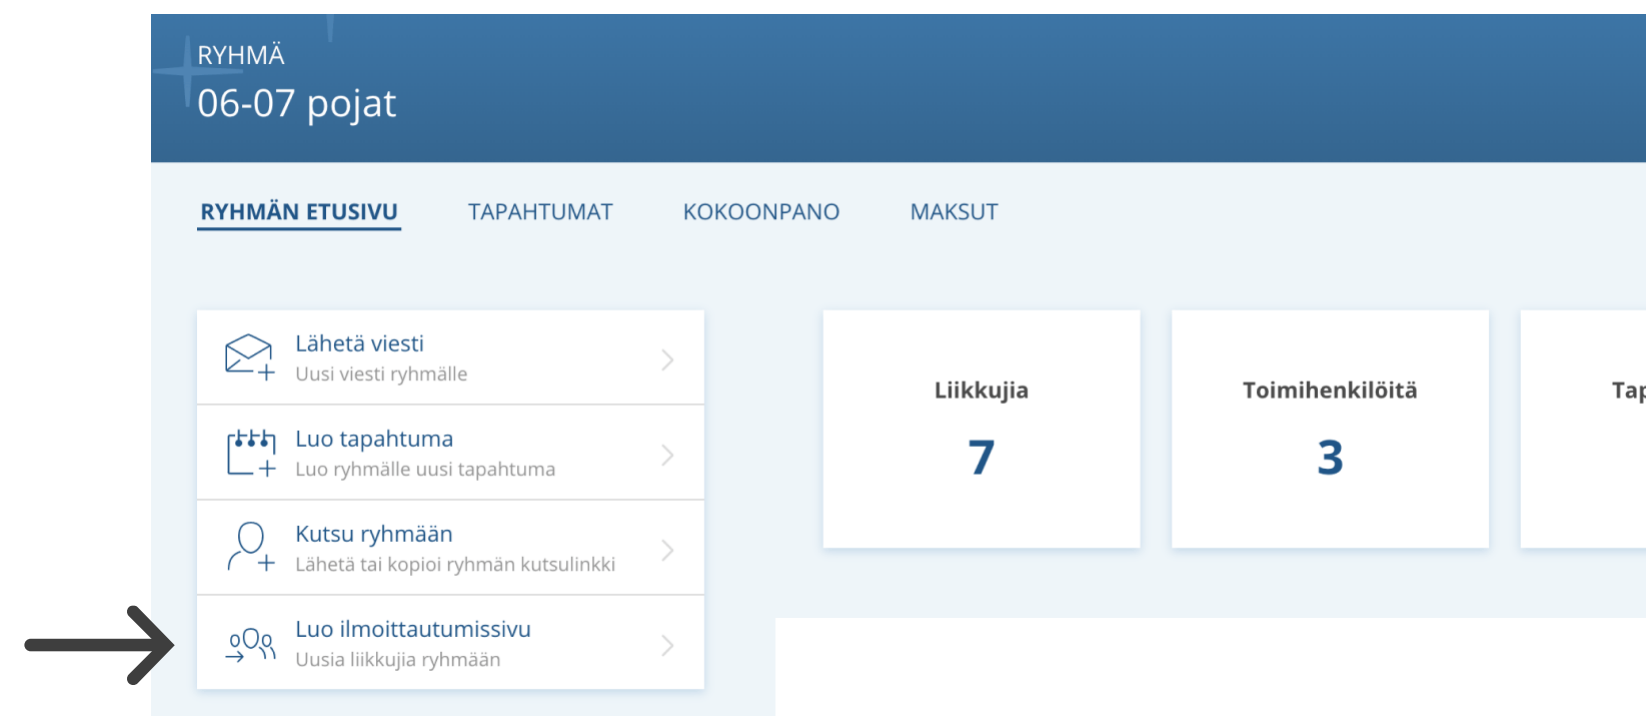 RYHMÄ
06-07 pojat
RYHMÄN ETUSIVU TAPAHTUMAT KOKOONPANO MAKSUT
Lähetä viesti
Uusi viesti ryhmälle
Luo tapahtuma
Luo ryhmälle uusi tapahtuma
Kutsu ryhmään
Lähetä tai kopioi ryhmän kutsulinkki
Luo ilmoittautumissivu
Uusia liikkujia ryhmään
Liikkujia
7
Toimihenkilöitä
3